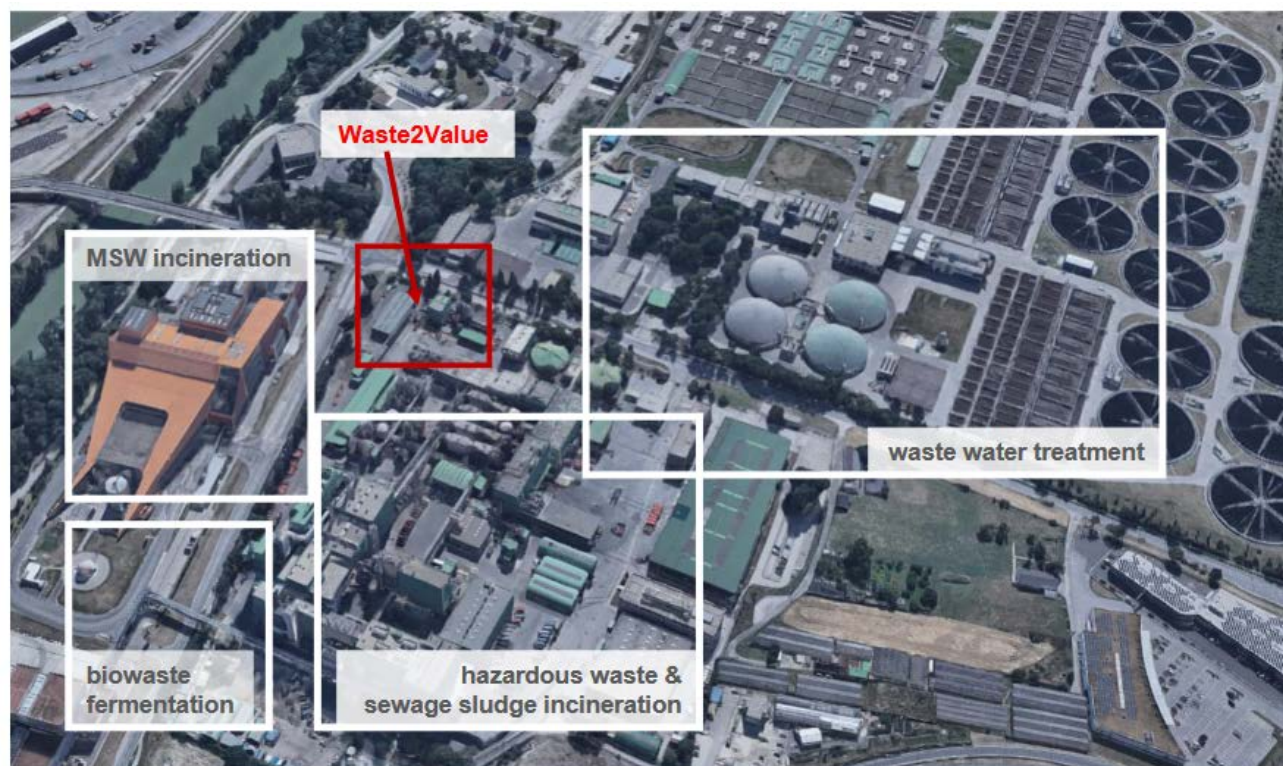 Waste2Value
MSW incineration
waste water treatment
biowaste
fermentation
hazardous waste &
sewage sludge incineration